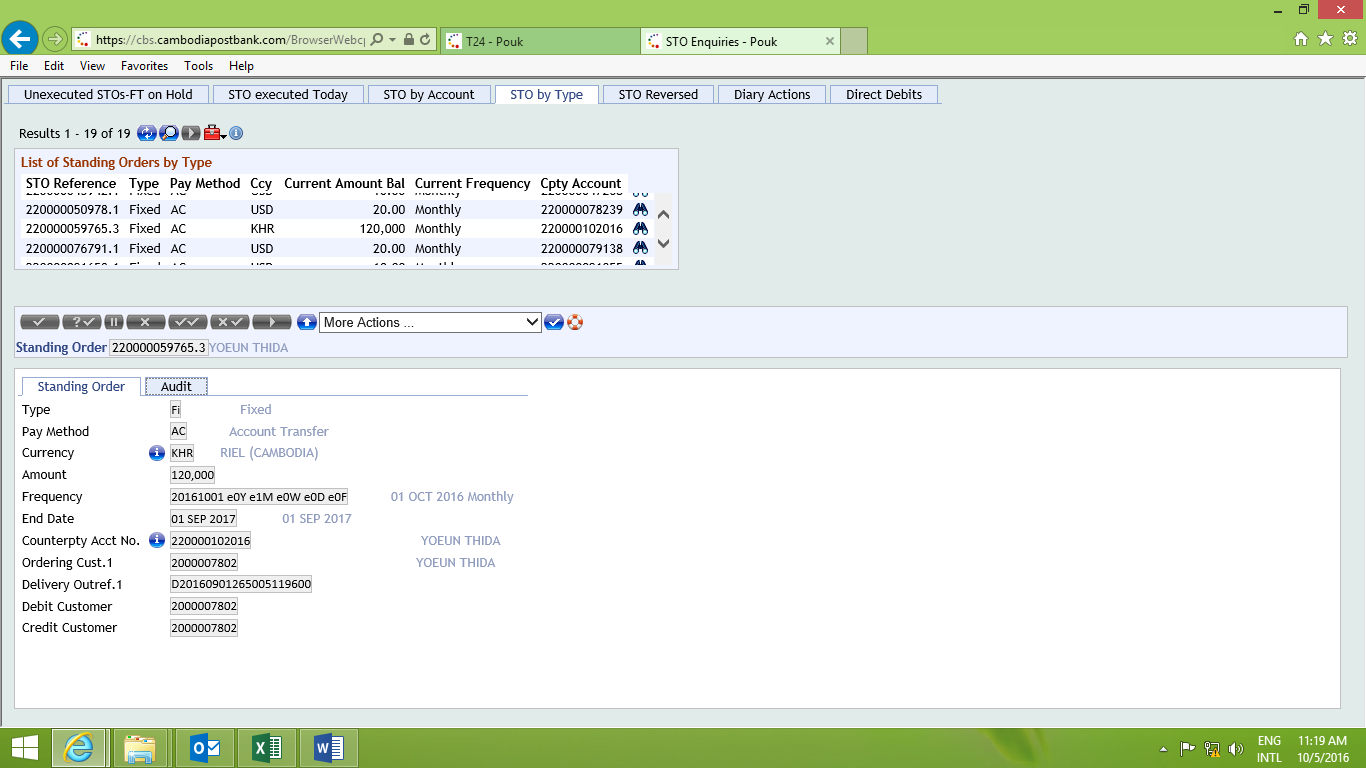 https://cbs.cambodiapostbank.com/BrowserWebcp
T24 - Pouk
STO Enquiries - Pouk
File Edit View Favorites Tools Help
Unexecuted STOs-FT on Hold STO executed Today STO by Account STO by Type STO Reversed Diary Actions Direct Debits
Results 1 - 19 of 19
List of Standing Orders by Type
STO Reference Type Pay Method Ccy Current Amount Bal Current Frequency Cpty Account
220000050978.1 Fixed AC USD 20.00 Monthly 220000078239
220000059765.3 Fixed AC KHR 120,000 Monthly 220000102016
220000076791.1 Fixed AC USD 20.00 Monthly 220000079138
More Actions ...
Standing Order 220000059765.3 YOEUN THIDA
Standing Order Audit
Type Fi Fixed
Pay Method AC Account Transfer
Currency KHR RIEL (CAMBODIA)
Amount 120,000
Frequency 20161001 e0Y e1M e0W e0D e0F 01 OCT 2016 Monthly
End Date 01 SEP 2017 01 SEP 2017
Counterpty Acct No. 220000102016 YOEUN THIDA
Ordering Cust.1 2000007802 YOEUN THIDA
Delivery Outref.1 D20160901265005119600
Debit Customer 2000007802
Credit Customer 2000007802
ENG 11:19 AM
INTL 10/5/2016